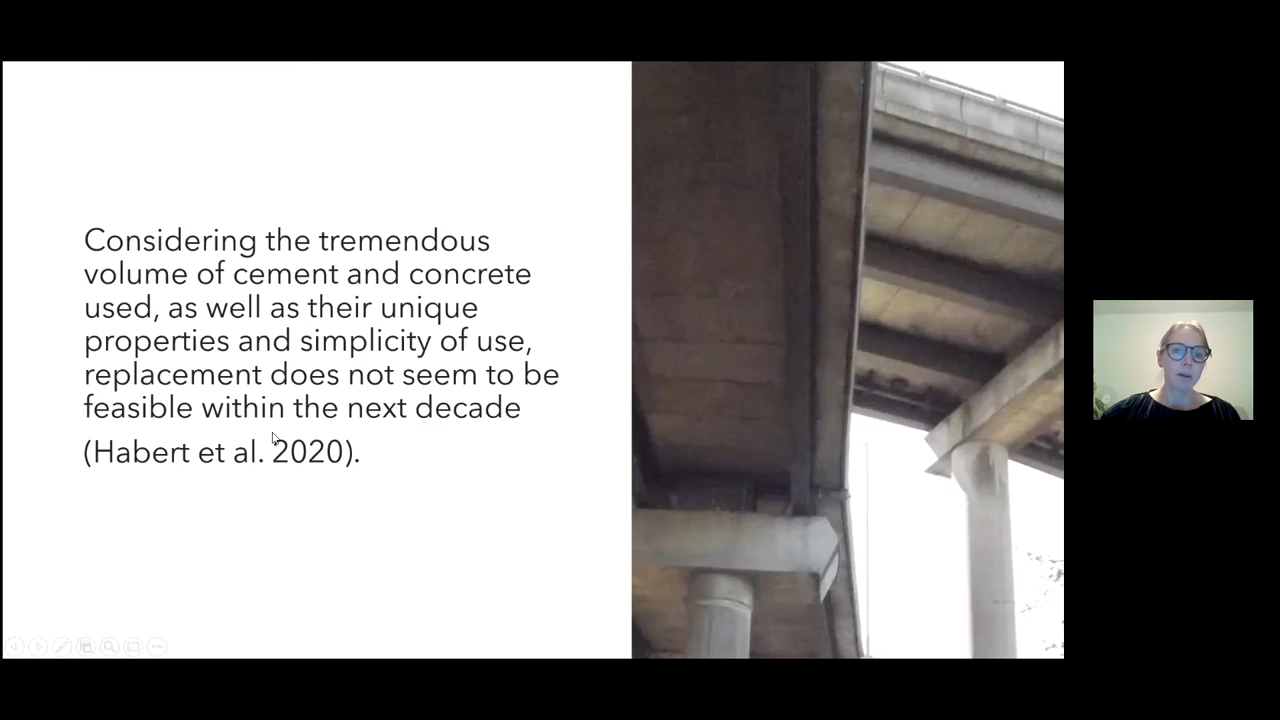 Considering the tremendous
volume of cement and concrete
used, as well as their unique
properties and simplicity of use,
replacement does not seem to be
feasible within the next decade
(Habert et al. 2020).